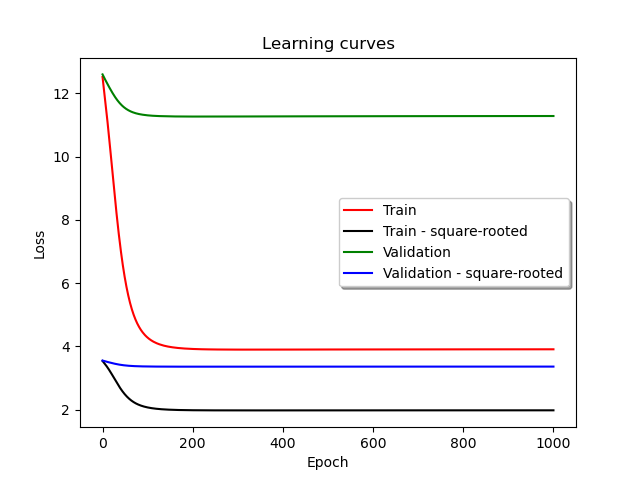 Learning curves
12
10
8
6
4
2
Loss
Train
Train - square-rooted
Validation
Validation - square-rooted
0 200 400 600 800 1000
Epoch